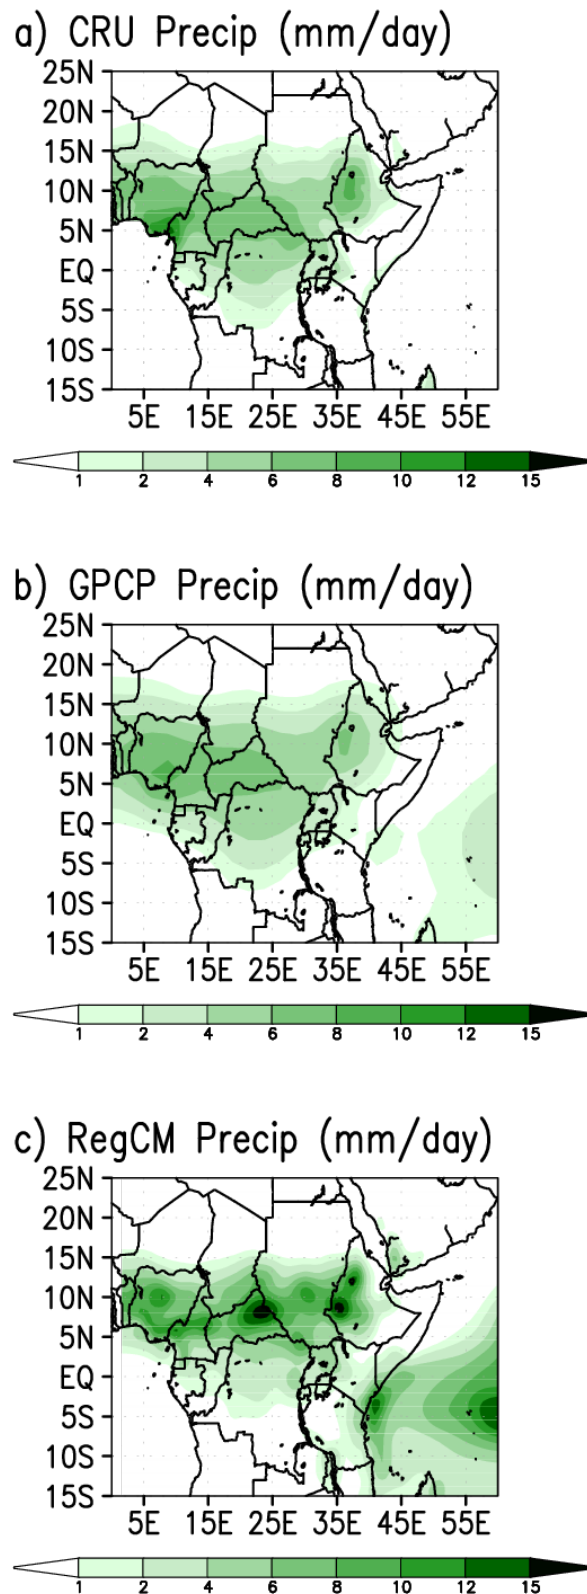 a) CRU Precip (mm/day)
25N
20N
15N
10N
5N
EQ
5S
10S
15S
5E 15E 25E 35E 45E 55E
1 2 4 6 8 10 12 15
b) GPCP Precip (mm/day)
25N
20N
15N
10N
5N
EQ
5S
10S
15S
5E 15E 25E 35E 45E 55E
1 2 4 6 8 10 12 15
c) RegCM Precip (mm/day)
25N
20N
15N
10N
5N
EQ
5S
10S
15S
5E 15E 25E 35E 45E 55E
1 2 4 6 8 10 12 15